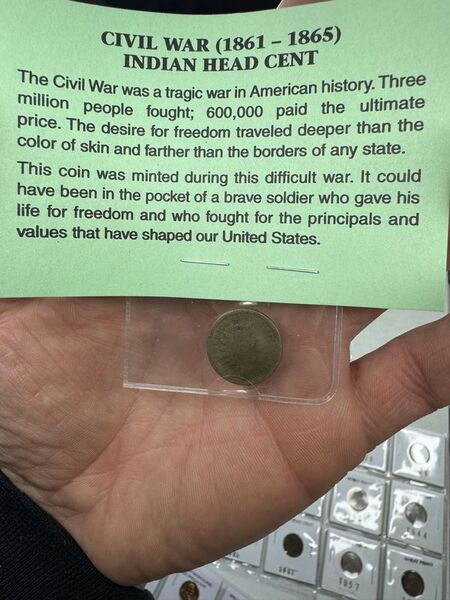 CIVIL WAR (1861 – 1865)
INDIAN HEAD CENT
The Civil War was a tragic war in American history. Three
million people fought; 600,000 paid the ultimate
price. The desire for freedom traveled deeper than the
color of skin and farther than the borders of any state.
This coin was minted during this difficult war. It could
have been in the pocket of a brave soldier who gave his
life for freedom and who fought for the principals and
values that have shaped our United States.
1857